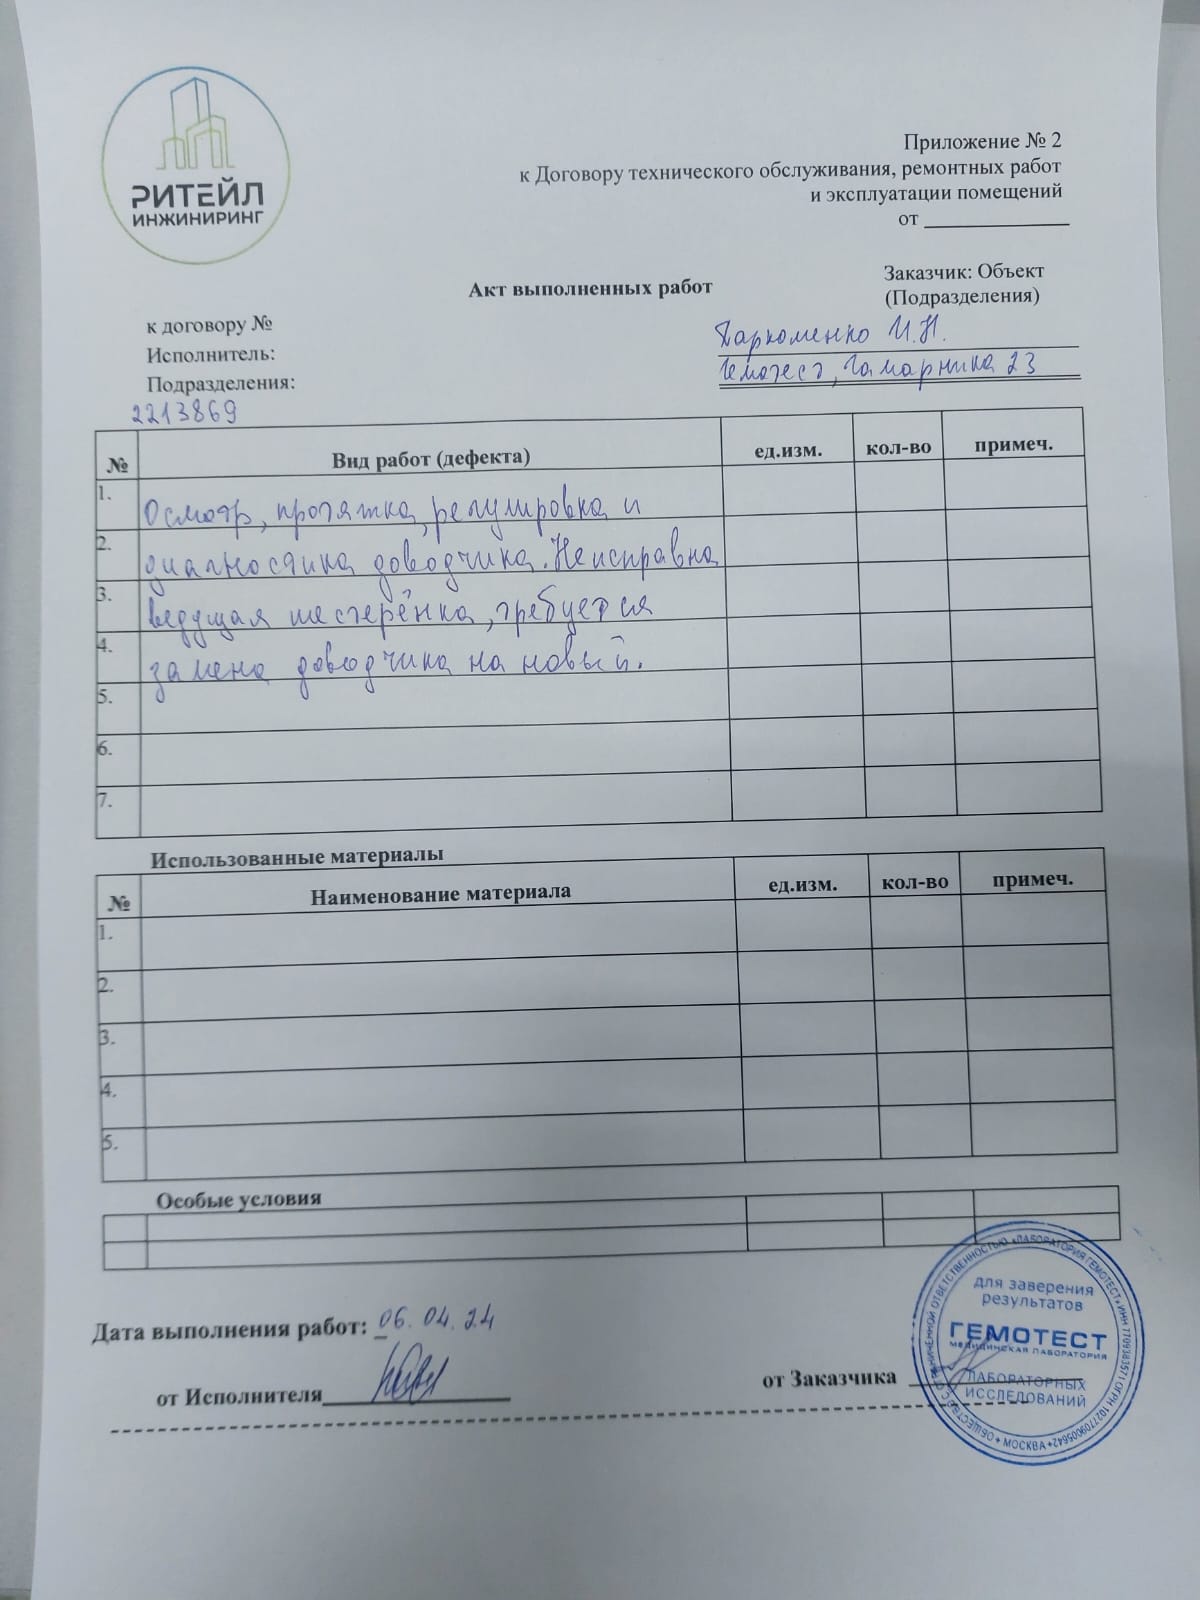 РИТЕЙЛ
ИНЖИНИРИНГ
Приложение № 2
к Договору технического обслуживания, ремонтных работ
и эксплуатации помещений
от
Акт выполненных работ
Заказчик: Объект
(Подразделения)
к договору №
Исполнитель:
Подразделения:
Пархоменко И.Н.
Гемотест, Гамарника 23
2213869
№ Вид работ (дефекта) ед.изм. кол-во примеч.
1. Осмотр, протяжка, регулировка и
2. диагностика доводчика. Неисправна
3. ведущая шестерёнка, требуется
4. замена доводчика на новый.
5.
6.
7.
Использованные материалы
№ Наименование материала ед.изм. кол-во примеч.
1.
2.
3.
4.
5.
Особые условия
Дата выполнения работ: 06.04.24
от Исполнителя
от Заказчика
для заверения
результатов
ГЕМОТЕСТ
МЕДИЦИНСКАЯ ЛАБОРАТОРИЯ
ЛАБОРАТОРНЫХ
ИССЛЕДОВАНИЙ
ОБЩЕСТВО С ОГРАНИЧЕННОЙ ОТВЕТСТВЕННОСТЬЮ «ЛАБОРАТОРИЯ ГЕМОТЕСТ» ИНН 7709383571 ОГРН 1027709005642 • МОСКВА •